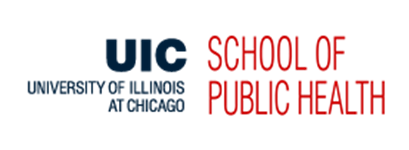 UIC
UNIVERSITY OF ILLINOIS
AT CHICAGO
SCHOOL OF
PUBLIC HEALTH